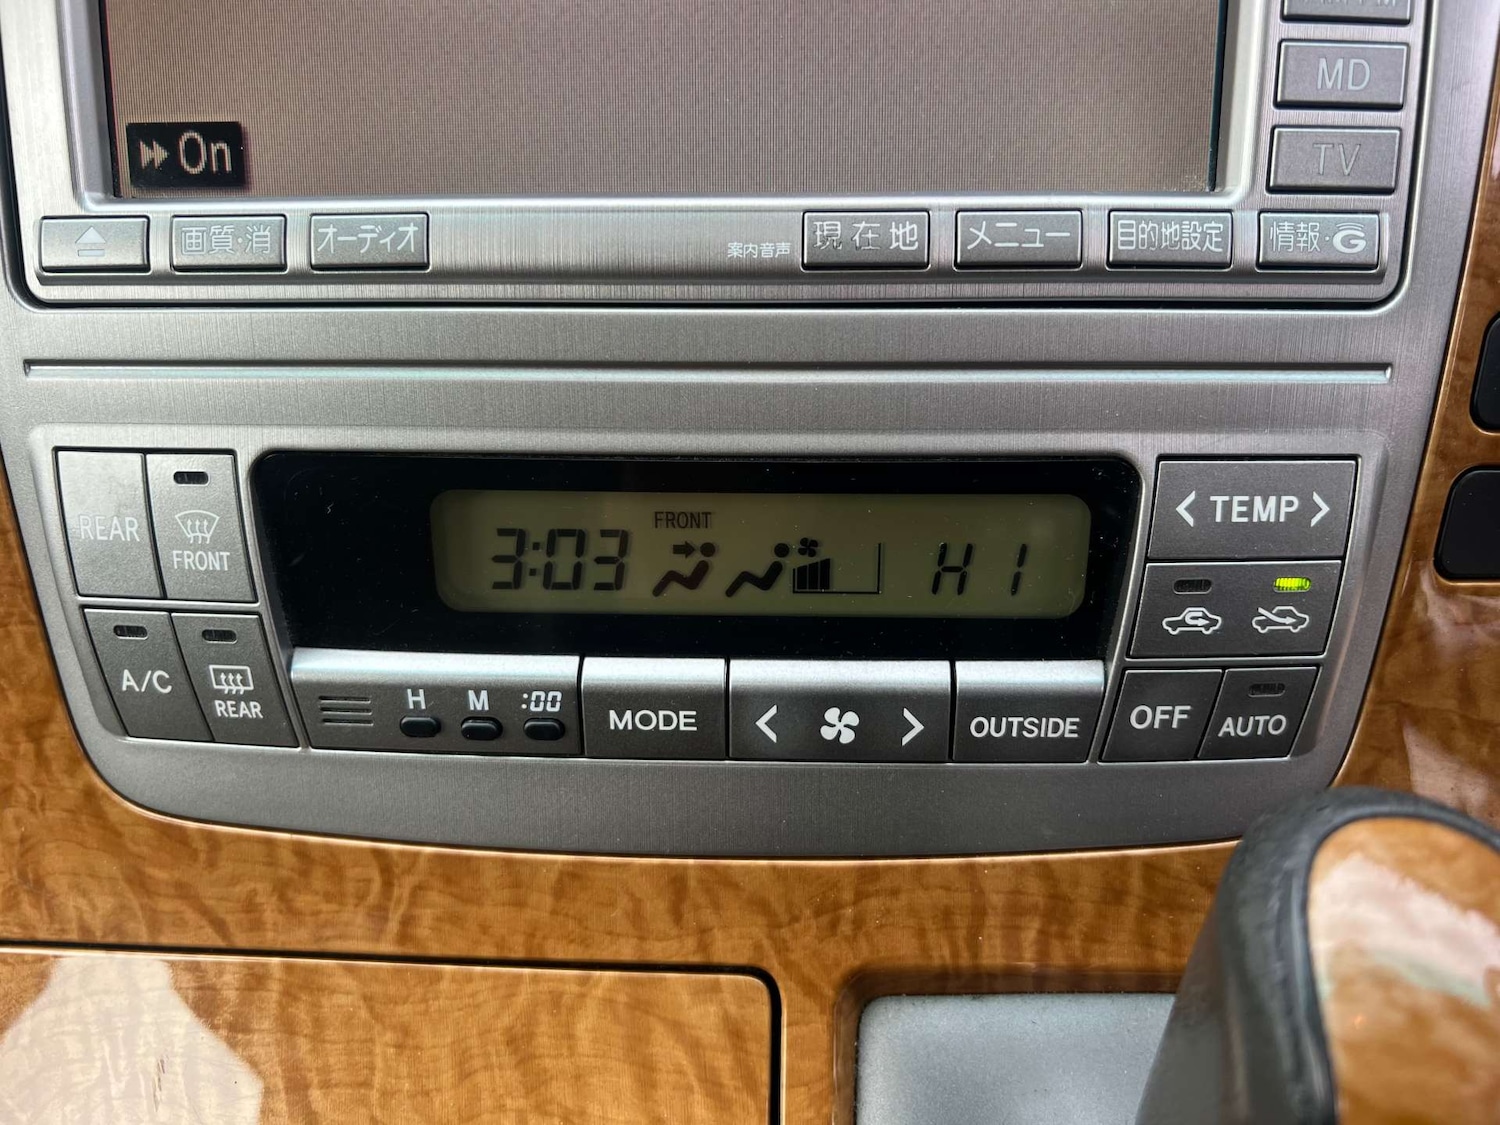 MD
TV
On
画質・消
オーディオ
案内音声
現在地
メニュー
目的地設定
情報・G
REAR
FRONT
3:03
FRONT
HI
< TEMP >
A/C
REAR
H
M
:00
MODE
< >
OUTSIDE
OFF
AUTO